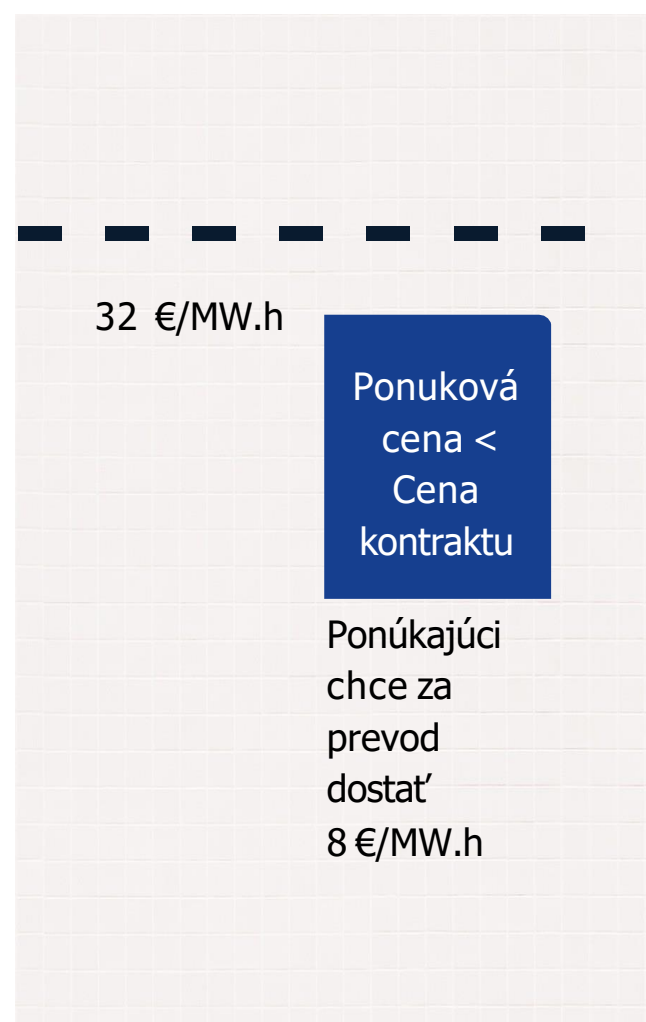 32 €/MW.h
Ponuková
cena <
Cena
kontraktu
Ponúkajúci
chce za
prevod
dostať
8 €/MW.h